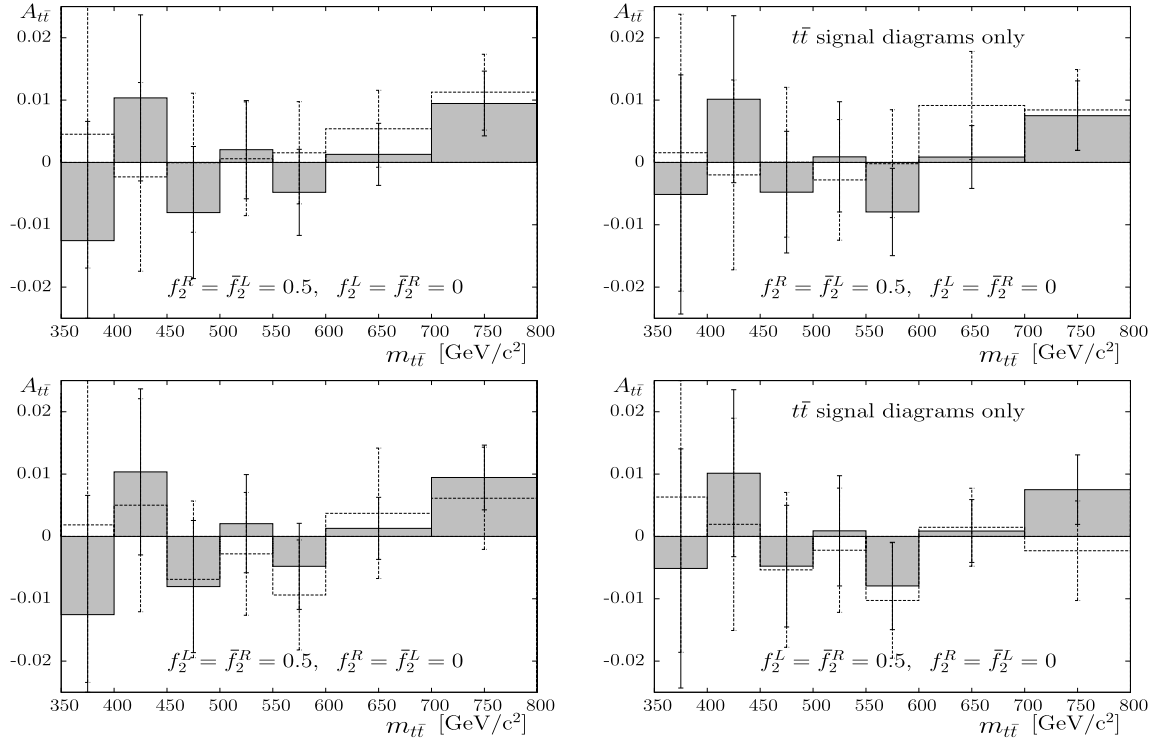 A_{tt̄}
0.02
0.01
0
-0.01
-0.02
f_2^R = f̄_2^L = 0.5, f_2^L = f̄_2^R = 0
350 400 450 500 550 600 650 700 750 800
m_{tt̄} [GeV/c²]
A_{tt̄}
tt̄ signal diagrams only
0.02
0.01
0
-0.01
-0.02
f_2^R = f̄_2^L = 0.5, f_2^L = f̄_2^R = 0
350 400 450 500 550 600 650 700 750 800
m_{tt̄} [GeV/c²]
A_{tt̄}
0.02
0.01
0
-0.01
-0.02
f_2^L = f̄_2^R = 0.5, f_2^R = f̄_2^L = 0
350 400 450 500 550 600 650 700 750 800
m_{tt̄} [GeV/c²]
A_{tt̄}
tt̄ signal diagrams only
0.02
0.01
0
-0.01
-0.02
f_2^L = f̄_2^R = 0.5, f_2^R = f̄_2^L = 0
350 400 450 500 550 600 650 700 750 800
m_{tt̄} [GeV/c²]